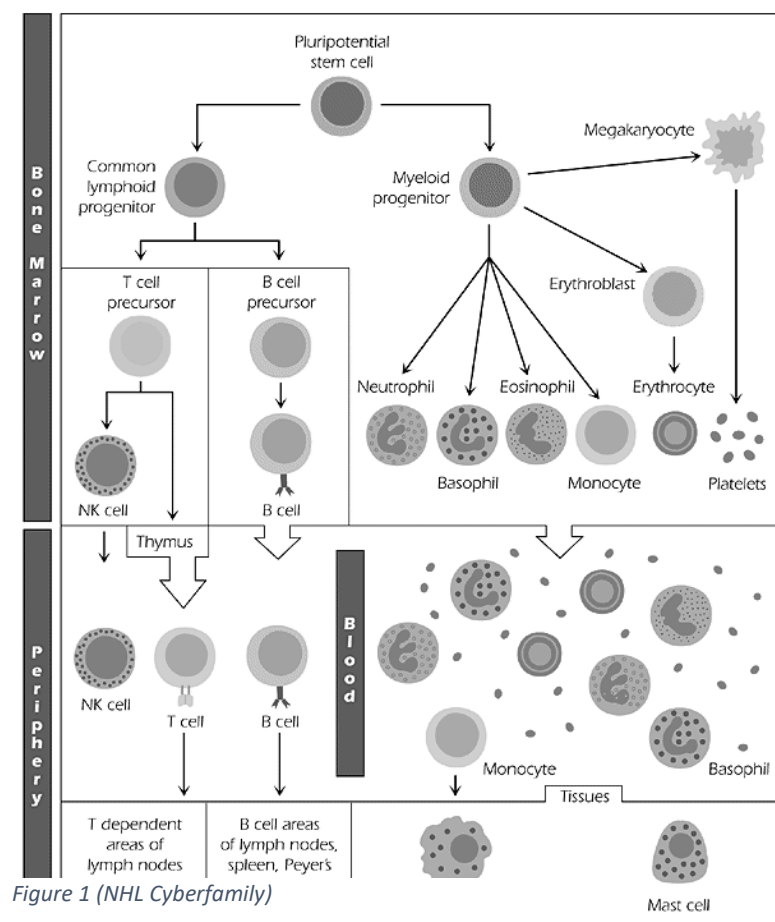 Pluripotential
stem cell
Megakaryocyte
Common
lymphoid
progenitor
Myeloid
progenitor
Bone Marrow
T cell
precursor
B cell
precursor
Erythroblast
Neutrophil
Eosinophil
Erythrocyte
NK cell
B cell
Basophil
Monocyte
Platelets
Thymus
Periphery
Blood
NK cell
T cell
B cell
Monocyte
Basophil
Tissues
T dependent
areas of
lymph nodes
B cell areas
of lymph nodes,
spleen, Peyer's
Mast cell
Figure 1 (NHL Cyberfamily)